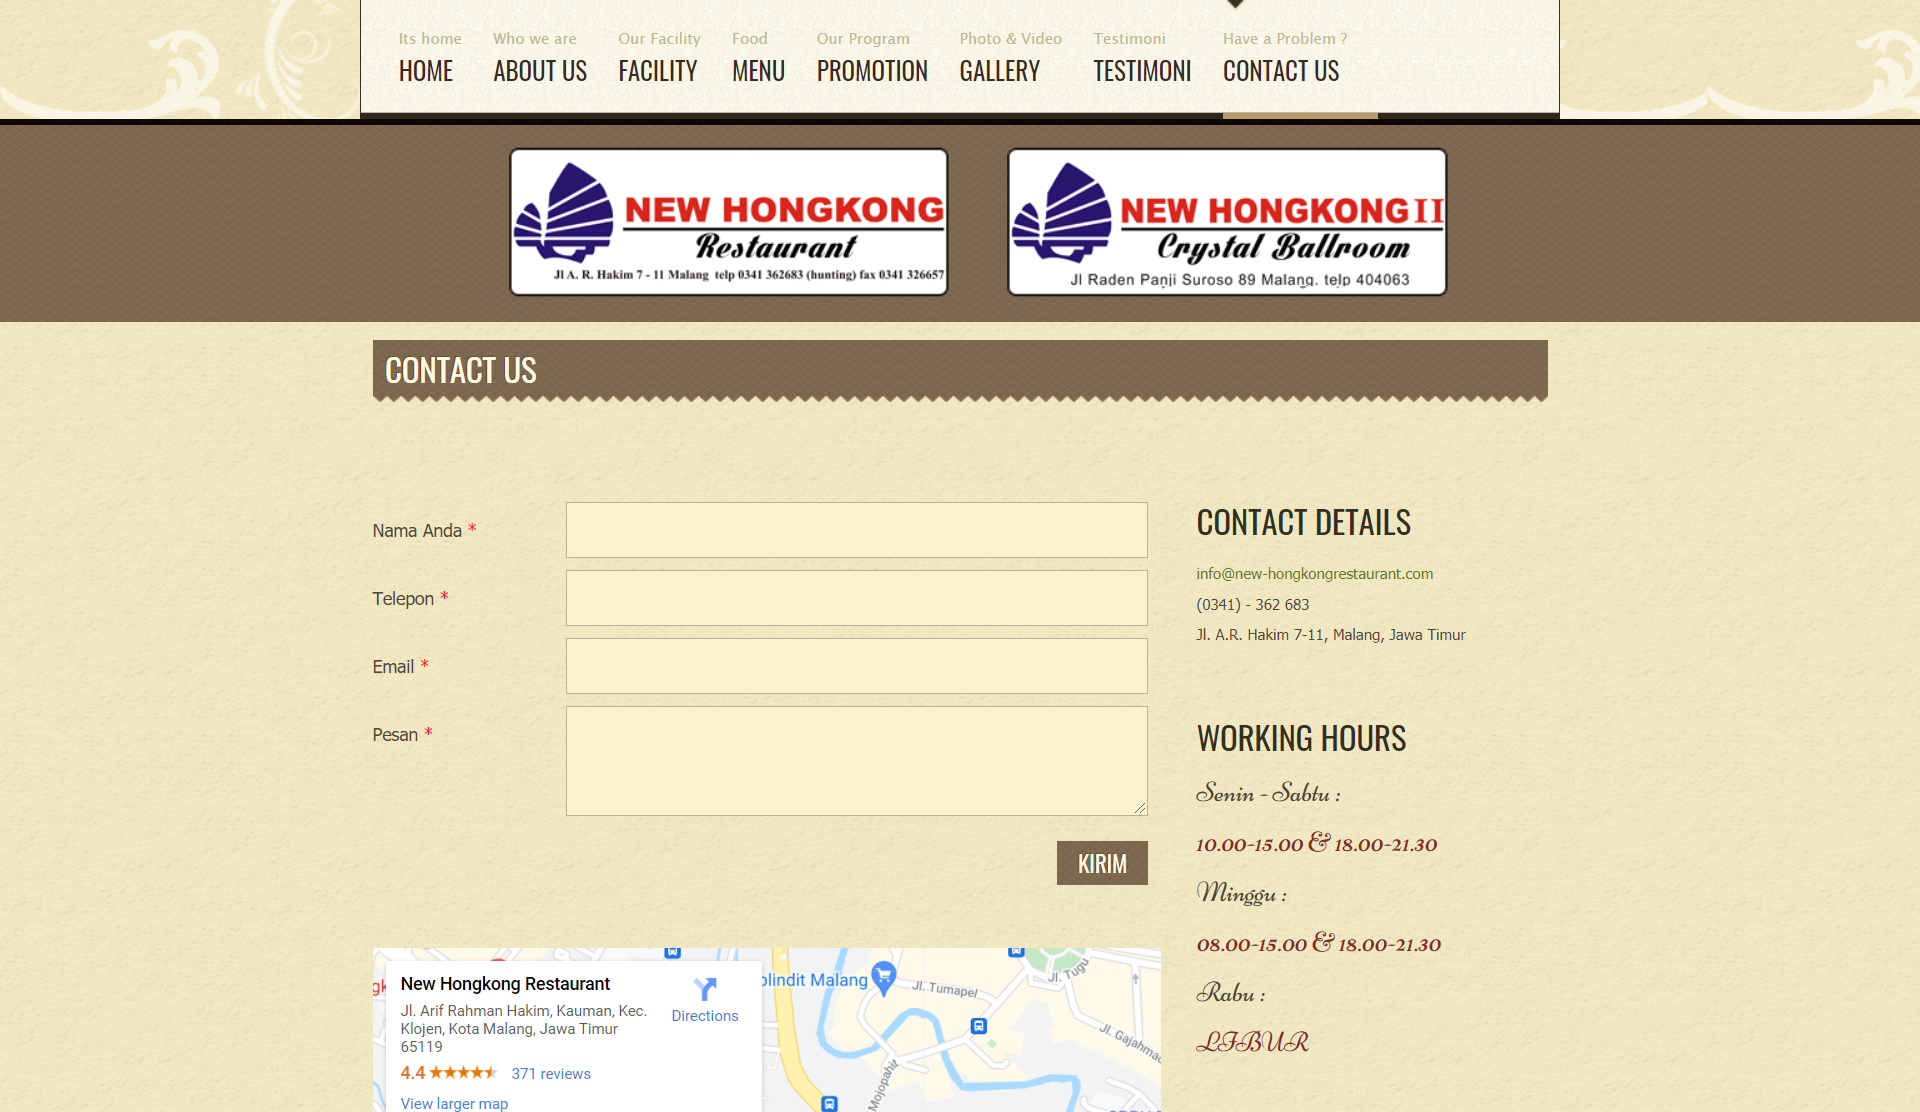 Its home
HOME
Who we are
ABOUT US
Our Facility
FACILITY
Food
MENU
Our Program
PROMOTION
Photo & Video
GALLERY
Testimoni
TESTIMONI
Have a Problem ?
CONTACT US
NEW HONGKONG
Restaurant
Jl A. R. Hakim 7 - 11 Malang telp 0341 362683 (hunting) fax 0341 326657
NEW HONGKONG II
Crystal Ballroom
Jl Raden Panji Suroso 89 Malang. telp 404063
CONTACT US
Nama Anda *
Telepon *
Email *
Pesan *
KIRIM
CONTACT DETAILS
info@new-hongkongrestaurant.com
(0341) - 362 683
Jl. A.R. Hakim 7-11, Malang, Jawa Timur
WORKING HOURS
Senin - Sabtu :
10.00-15.00 & 18.00-21.30
Minggu :
08.00-15.00 & 18.00-21.30
Rabu :
LIBUR
New Hongkong Restaurant
Jl. Arif Rahman Hakim, Kauman, Kec.
Klojen, Kota Malang, Jawa Timur
65119
4.4
371 reviews
View larger map
Directions
olindit Malang
Jl. Tumapel
Jl. Tugu
Jl. Gajahmad
Mojopahit